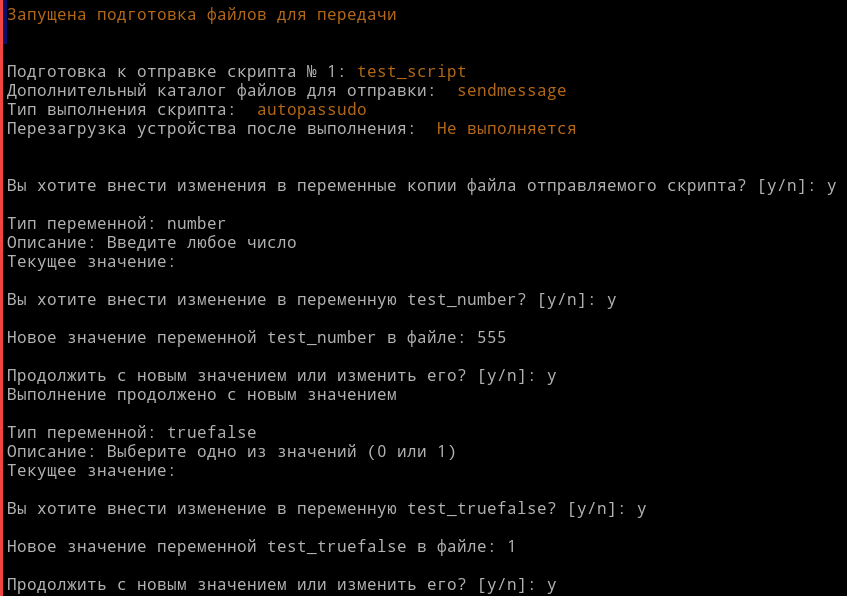 Запущена подготовка файлов для передачи
Подготовка к отправке скрипта № 1: test_script
Дополнительный каталог файлов для отправки: sendmessage
Тип выполнения скрипта: autopassudo
Перезагрузка устройства после выполнения: Не выполняется
Вы хотите внести изменения в переменные копии файла отправляемого скрипта? [y/n]: y
Тип переменной: number
Описание: Введите любое число
Текущее значение:
Вы хотите внести изменение в переменную test_number? [y/n]: y
Новое значение переменной test_number в файле: 555
Продолжить с новым значением или изменить его? [y/n]: y
Выполнение продолжено с новым значением
Тип переменной: truefalse
Описание: Выберите одно из значений (0 или 1)
Текущее значение:
Вы хотите внести изменение в переменную test_truefalse? [y/n]: y
Новое значение переменной test_truefalse в файле: 1
Продолжить с новым значением или изменить его? [y/n]: y